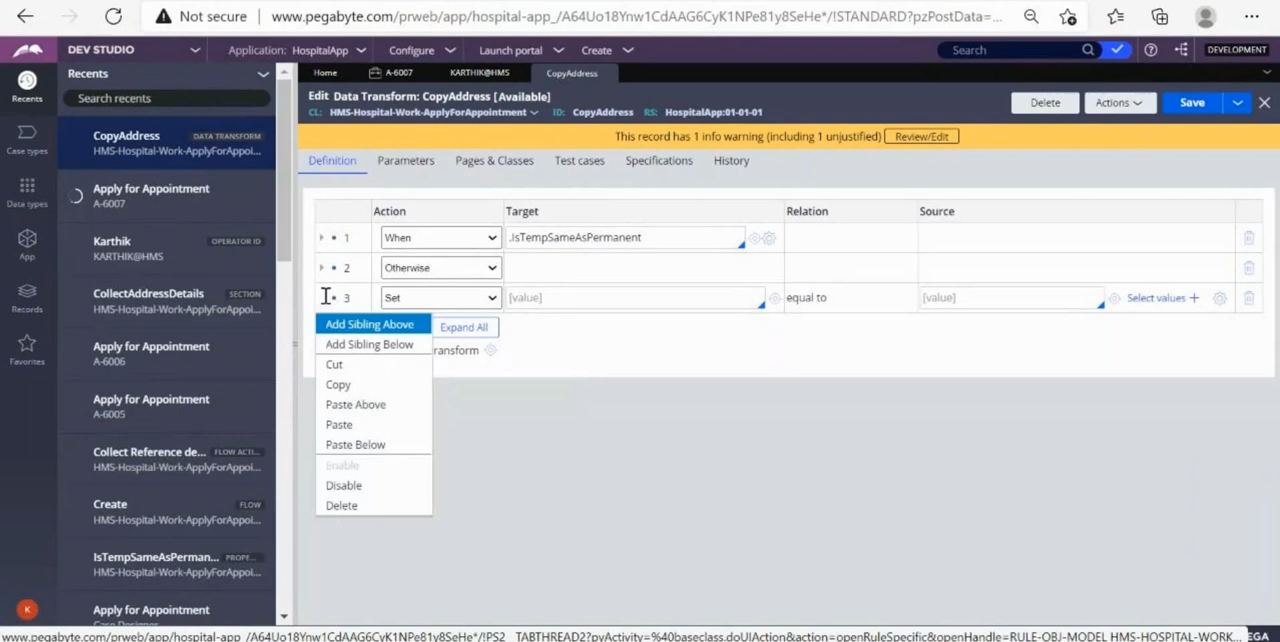 Not secure
www.pegabyte.com/prweb/app/hospital-app_/A64Uo18Ynw1CdAAG6CyK1NPe81y8SeHe*/!STANDARD?pzPostData=...
DEV STUDIO
Application: HospitalApp
Configure
Launch portal
Create
Search
DEVELOPMENT
Recents
Case types
Data types
App
Records
Favorites
K
Recents
Search recents
CopyAddress DATA TRANSFORM
HMS-Hospital-Work-ApplyForAppoi...
Apply for Appointment
A-6007
Karthik OPERATOR ID
KARTHIK@HMS
CollectAddressDetails SECTION
HMS-Hospital-Work-ApplyForAppoi...
Apply for Appointment
A-6006
Apply for Appointment
A-6005
Collect Reference de... FLOW ACTI...
HMS-Hospital-Work-ApplyForAppoi...
Create FLOW
HMS-Hospital-Work-ApplyForAppoi...
IsTempSameAsPerman... PROPE...
HMS-Hospital-Work-ApplyForAppoi...
Apply for Appointment
Case Designer
Home
A-6007
KARTHIK@HMS
CopyAddress
Edit Data Transform: CopyAddress [Available]
CL: HMS-Hospital-Work-ApplyForAppointment ID: CopyAddress RS: HospitalApp:01-01-01
Delete
Actions
Save
This record has 1 info warning (including 1 unjustified) Review/Edit
Definition
Parameters
Pages & Classes
Test cases
Specifications
History
Action Target Relation Source
1 When .IsTempSameAsPermanent
2 Otherwise
3 Set [value] equal to [value] Select values +
Expand All
ransform
Add Sibling Above
Add Sibling Below
Cut
Copy
Paste Above
Paste
Paste Below
Enable
Disable
Delete
www.pegabyte.com/prweb/app/hospital-app_/A64Uo18Ynw1CdAAG6CyK1NPe81y8SeHe*/!PS2__TABTHREAD2?pyActivity=%40baseclass.doUIAction&action=openRuleSpecific&openHandle=RULE-OBJ-MODEL HMS-HOSPITAL-WORK-...
EGA